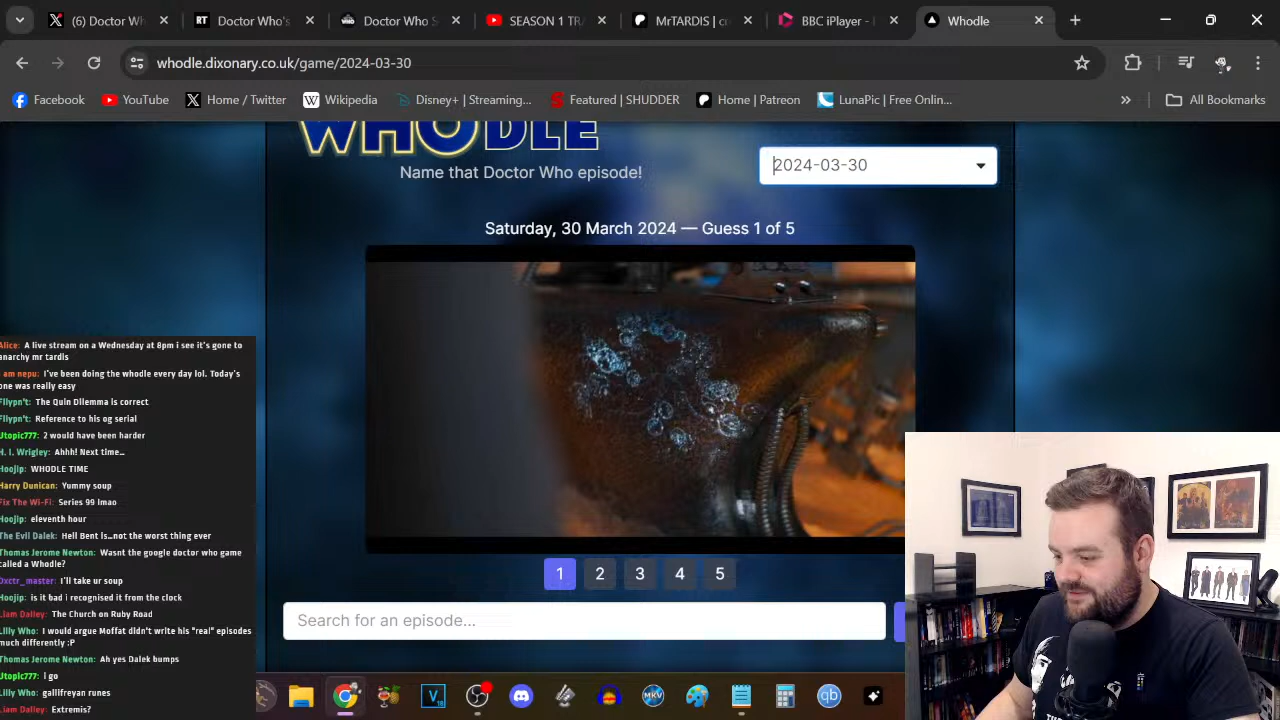 (6) Doctor Wh
Doctor Who's
Doctor Who S
SEASON 1 TRA
MrTARDIS | cr
BBC iPlayer - 
Whodle
whodle.dixonary.co.uk/game/2024-03-30
Facebook
YouTube
Home / Twitter
Wikipedia
Disney+ | Streaming...
Featured | SHUDDER
Home | Patreon
LunaPic | Free Onlin...
All Bookmarks
WHODLE
Name that Doctor Who episode!
2024-03-30
Saturday, 30 March 2024 — Guess 1 of 5
1 2 3 4 5
Search for an episode...
Alice: A live stream on a Wednesday at 8pm i see it's gone to
anarchy mr tardis
i am nepu: I've been doing the whodle every day lol. Today's
one was really easy
Fllypn't: The Quin Dilemma is correct
Fllypn't: Reference to his og serial
Utopic777: 2 would have been harder
H. I. Wrigley: Ahhh! Next time...
Hoojip: WHODLE TIME
Harry Dunican: Yummy soup
Fix The Wi-Fi: Series 99 lmao
Hoojip: eleventh hour
The Evil Dalek: Hell Bent is...not the worst thing ever
Thomas Jerome Newton: Wasnt the google doctor who game
called a Whodle?
Dxctr_master: I'll take ur soup
Hoojip: is it bad i recognised it from the clock
Liam Dalley: The Church on Ruby Road
Lilly Who: I would argue Moffat didn't write his "real" episodes
much differently :P
Thomas Jerome Newton: Ah yes Dalek bumps
Utopic777: i go
Lilly Who: gallifreyan runes
Liam Dalley: Extremis?